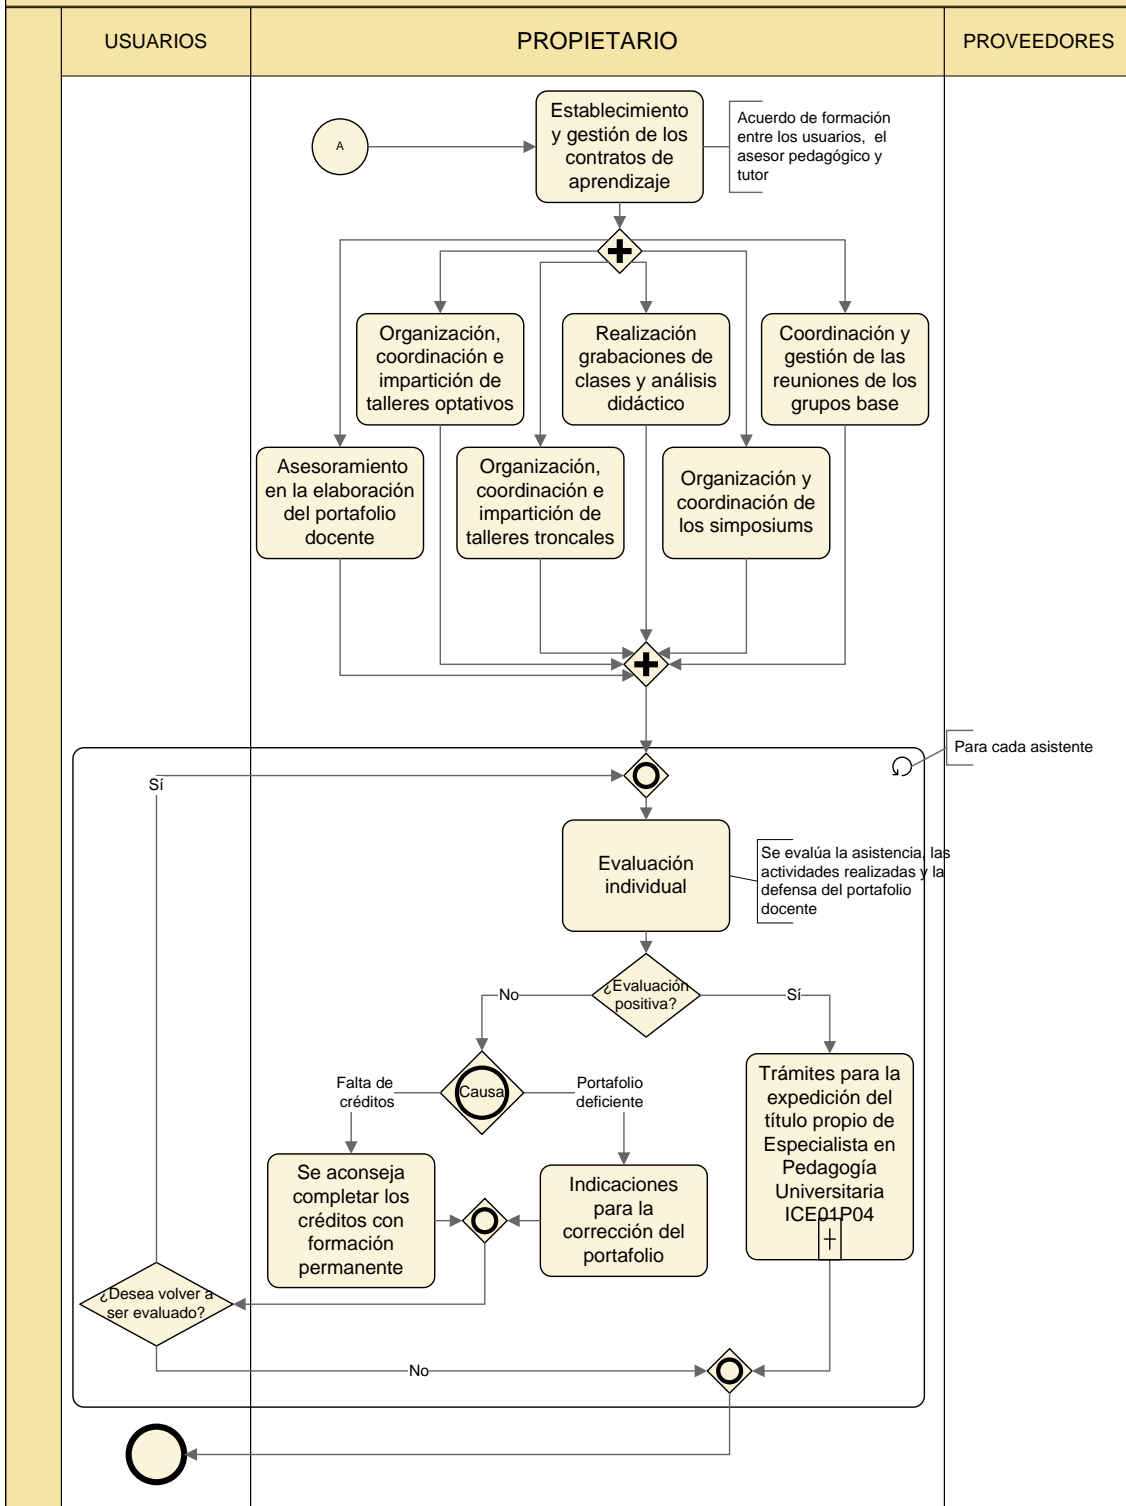 USUARIOS
PROPIETARIO
PROVEEDORES
A
Establecimiento
y gestión de los
contratos de
aprendizaje
Acuerdo de formación
entre los usuarios,  el
asesor pedagógico y
tutor
Organización,
coordinación e
impartición de
talleres optativos
Realización
grabaciones de
clases y análisis
didáctico
Coordinación y
gestión de las
reuniones de los
grupos base
Asesoramiento
en la elaboración
del portafolio
docente
Organización,
coordinación e
impartición de
talleres troncales
Organización y
coordinación de
los simposiums
Para cada asistente
Sí
Evaluación
individual
Se evalúa la asistencia, las
actividades realizadas y la
defensa del portafolio
docente
¿Evaluación
positiva?
No
Sí
Causa
Falta de
créditos
Portafolio
deficiente
Trámites para la
expedición del
título propio de
Especialista en
Pedagogía
Universitaria
ICE01P04
Se aconseja
completar los
créditos con
formación
permanente
Indicaciones
para la
corrección del
portafolio
¿Desea volver a
ser evaluado?
No